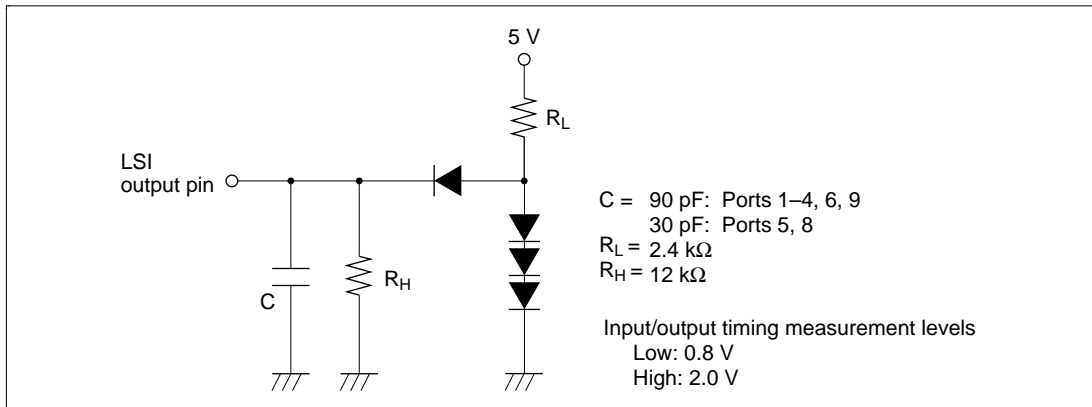 5 V
R_L
LSI
output pin
C
R_H
C = 90 pF: Ports 1–4, 6, 9
30 pF: Ports 5, 8
R_L = 2.4 kΩ
R_H = 12 kΩ
Input/output timing measurement levels
Low: 0.8 V
High: 2.0 V